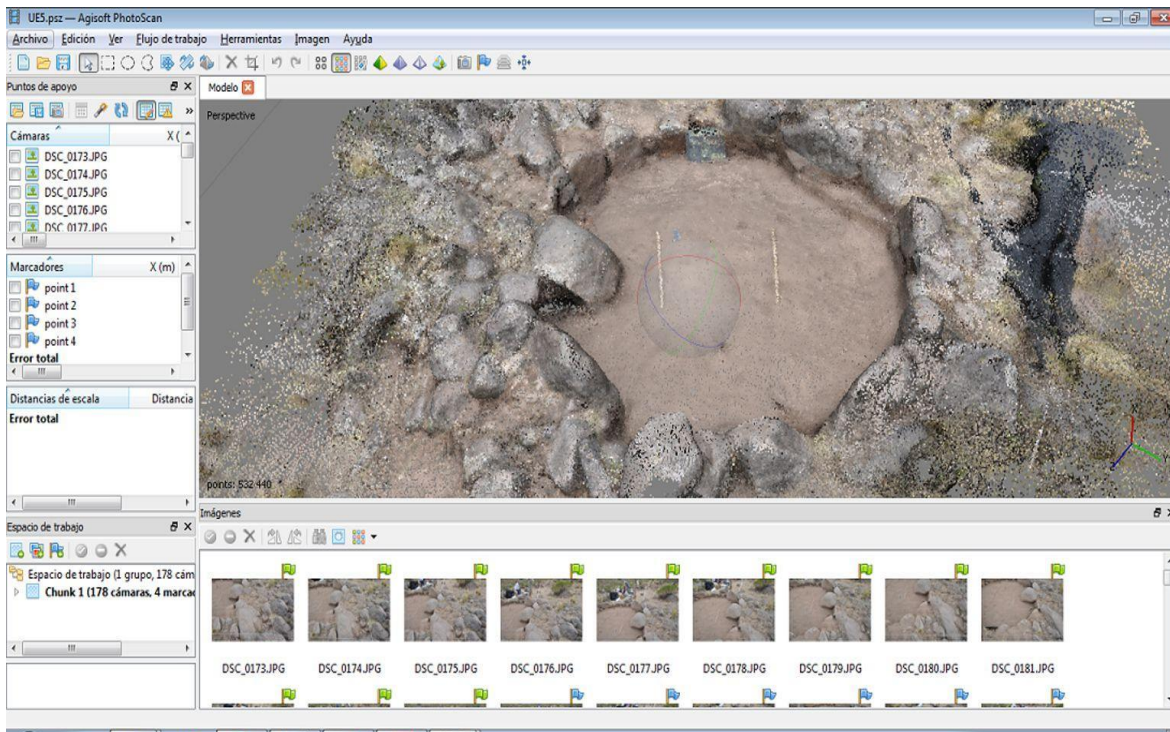 UE5.psz — Agisoft PhotoScan
Archivo Edición Ver Flujo de trabajo Herramientas Imagen Ayuda
Puntos de apoyo
Cámaras X (
DSC_0173.JPG
DSC_0174.JPG
DSC_0175.JPG
DSC_0176.JPG
DSC_0177.JPG
Marcadores X (m)
point 1
point 2
point 3
point 4
Error total
Distancias de escala Distancia
Error total
Espacio de trabajo
Espacio de trabajo (1 grupo, 178 cám
Chunk 1 (178 cámaras, 4 marcac
Modelo
Perspective
points: 532 440
Imágenes
DSC_0173.JPG DSC_0174.JPG DSC_0175.JPG DSC_0176.JPG DSC_0177.JPG DSC_0178.JPG DSC_0179.JPG DSC_0180.JPG DSC_0181.JPG